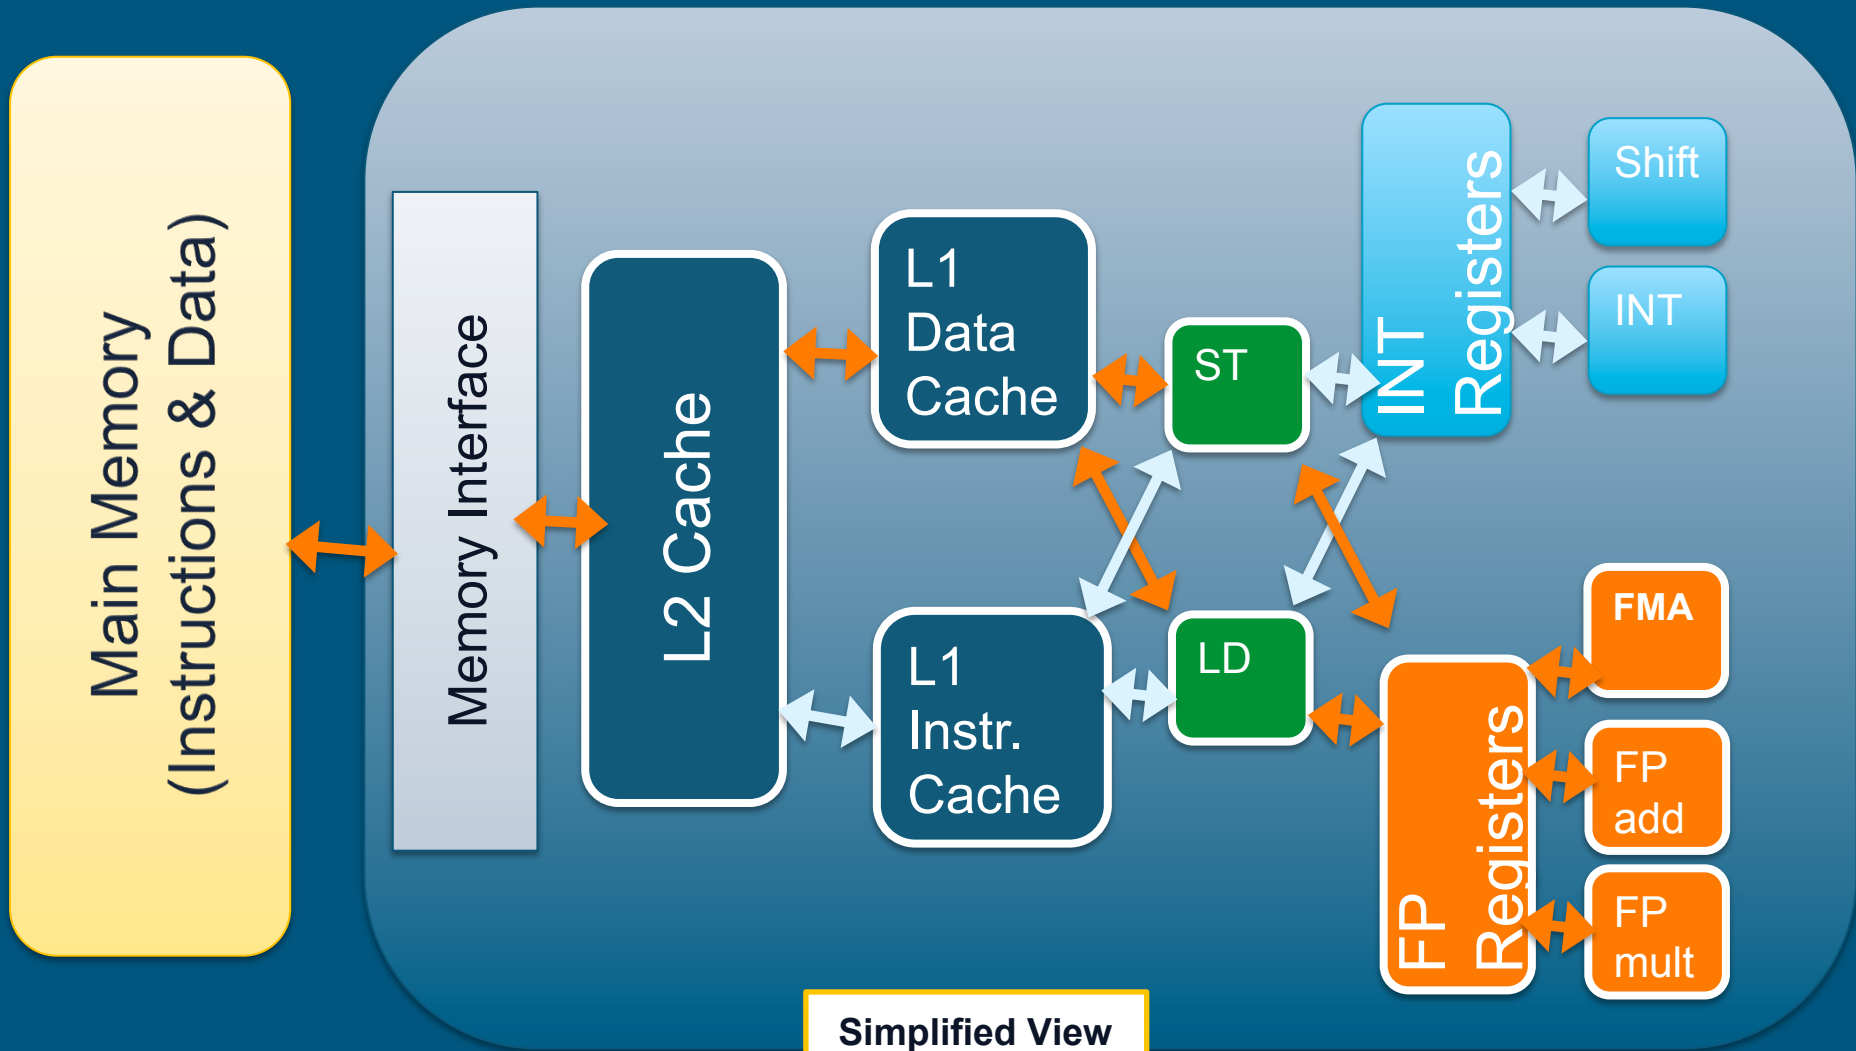 Main Memory
(Instructions & Data)
Memory Interface
L2 Cache
L1
Data
Cache
L1
Instr.
Cache
ST
LD
INT
Registers
Shift
INT
FP
Registers
FMA
FP
add
FP
mult
Simplified View